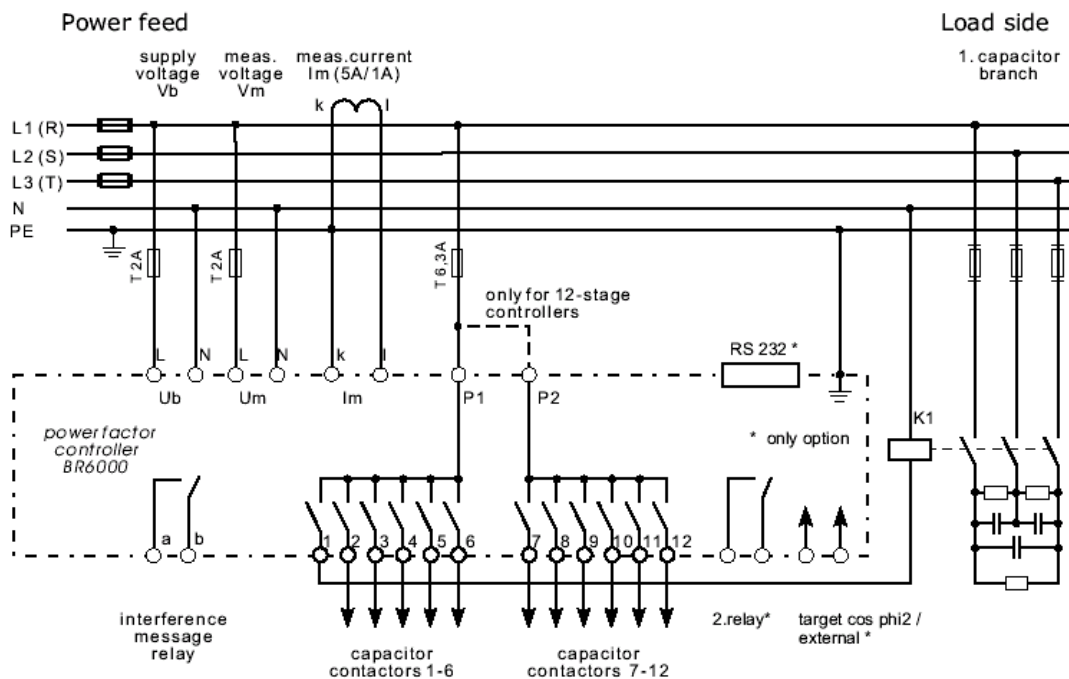 Power feed
Load side
supply
voltage
Vb
meas.
voltage
Vm
meas.current
Im (5A/1A)
1. capacitor
branch
k
l
L1 (R)
L2 (S)
L3 (T)
N
PE
T 2A
T 2A
T 6,3A
only for 12-stage
controllers
RS 232 *
L
N
L
N
k
l
Ub
Um
Im
P1
P2
K1
power factor
controller
BR6000
* only option
a
b
1
2
3
4
5
6
7
8
9
10
11
12
interference
message
relay
capacitor
contactors 1-6
capacitor
contactors 7-12
2.relay*
target cos phi2 /
external *